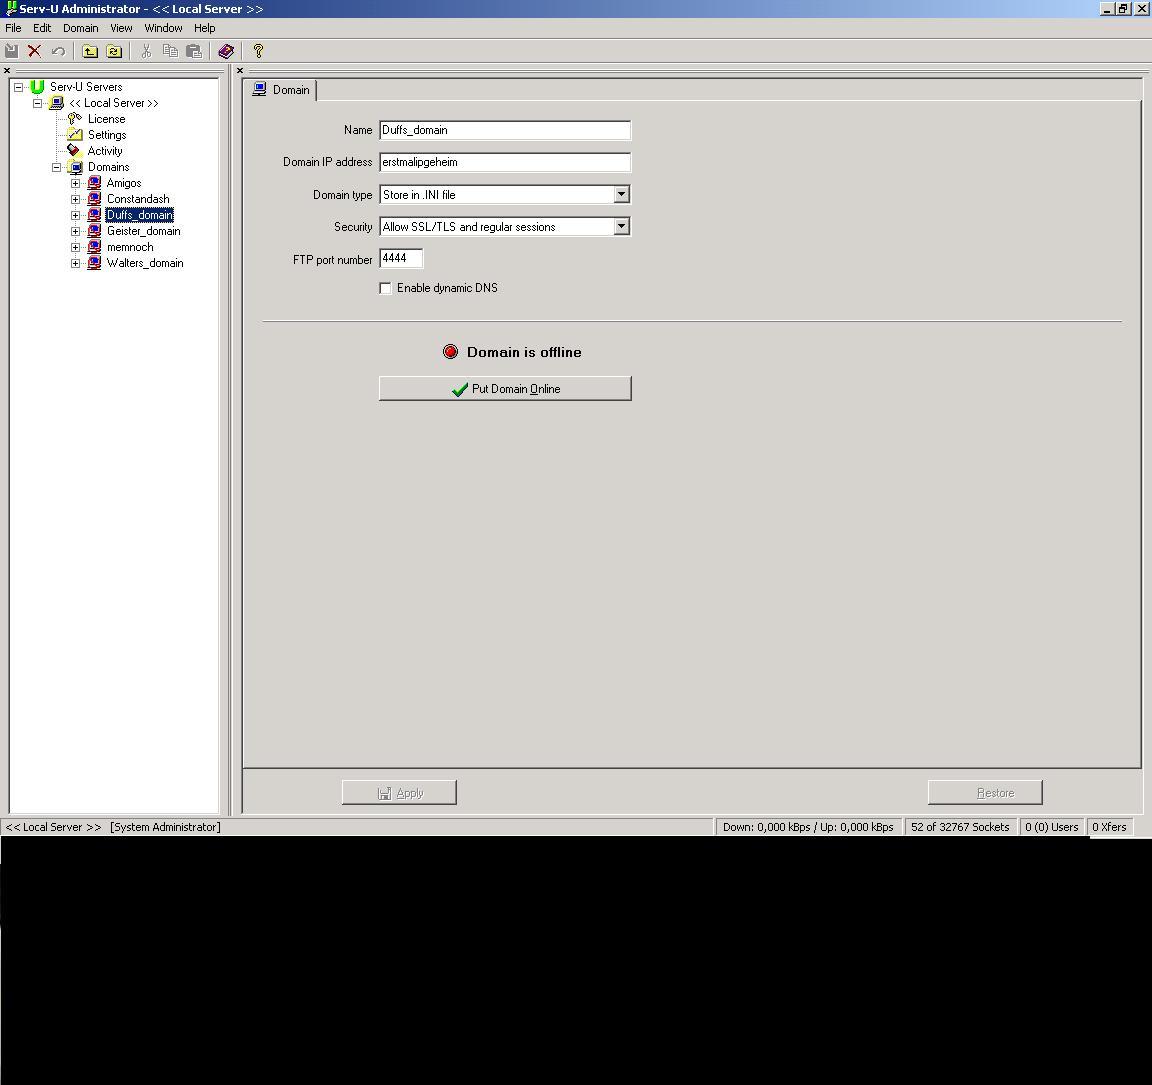 Serv-U Administrator - << Local Server >>
File Edit Domain View Window Help
Serv-U Servers
<< Local Server >>
License
Settings
Activity
Domains
Amigos
Constandash
Duffs_domain
Geister_domain
memnoch
Walters_domain
Domain
Name Duffs_domain
Domain IP address erstmalipgeheim
Domain type Store in .INI file
Security Allow SSL/TLS and regular sessions
FTP port number 4444
Enable dynamic DNS
Domain is offline
Put Domain Online
Apply Restore
<< Local Server >> [System Administrator] Down: 0,000 kBps / Up: 0,000 kBps 52 of 32767 Sockets 0 (0) Users 0 Xfers